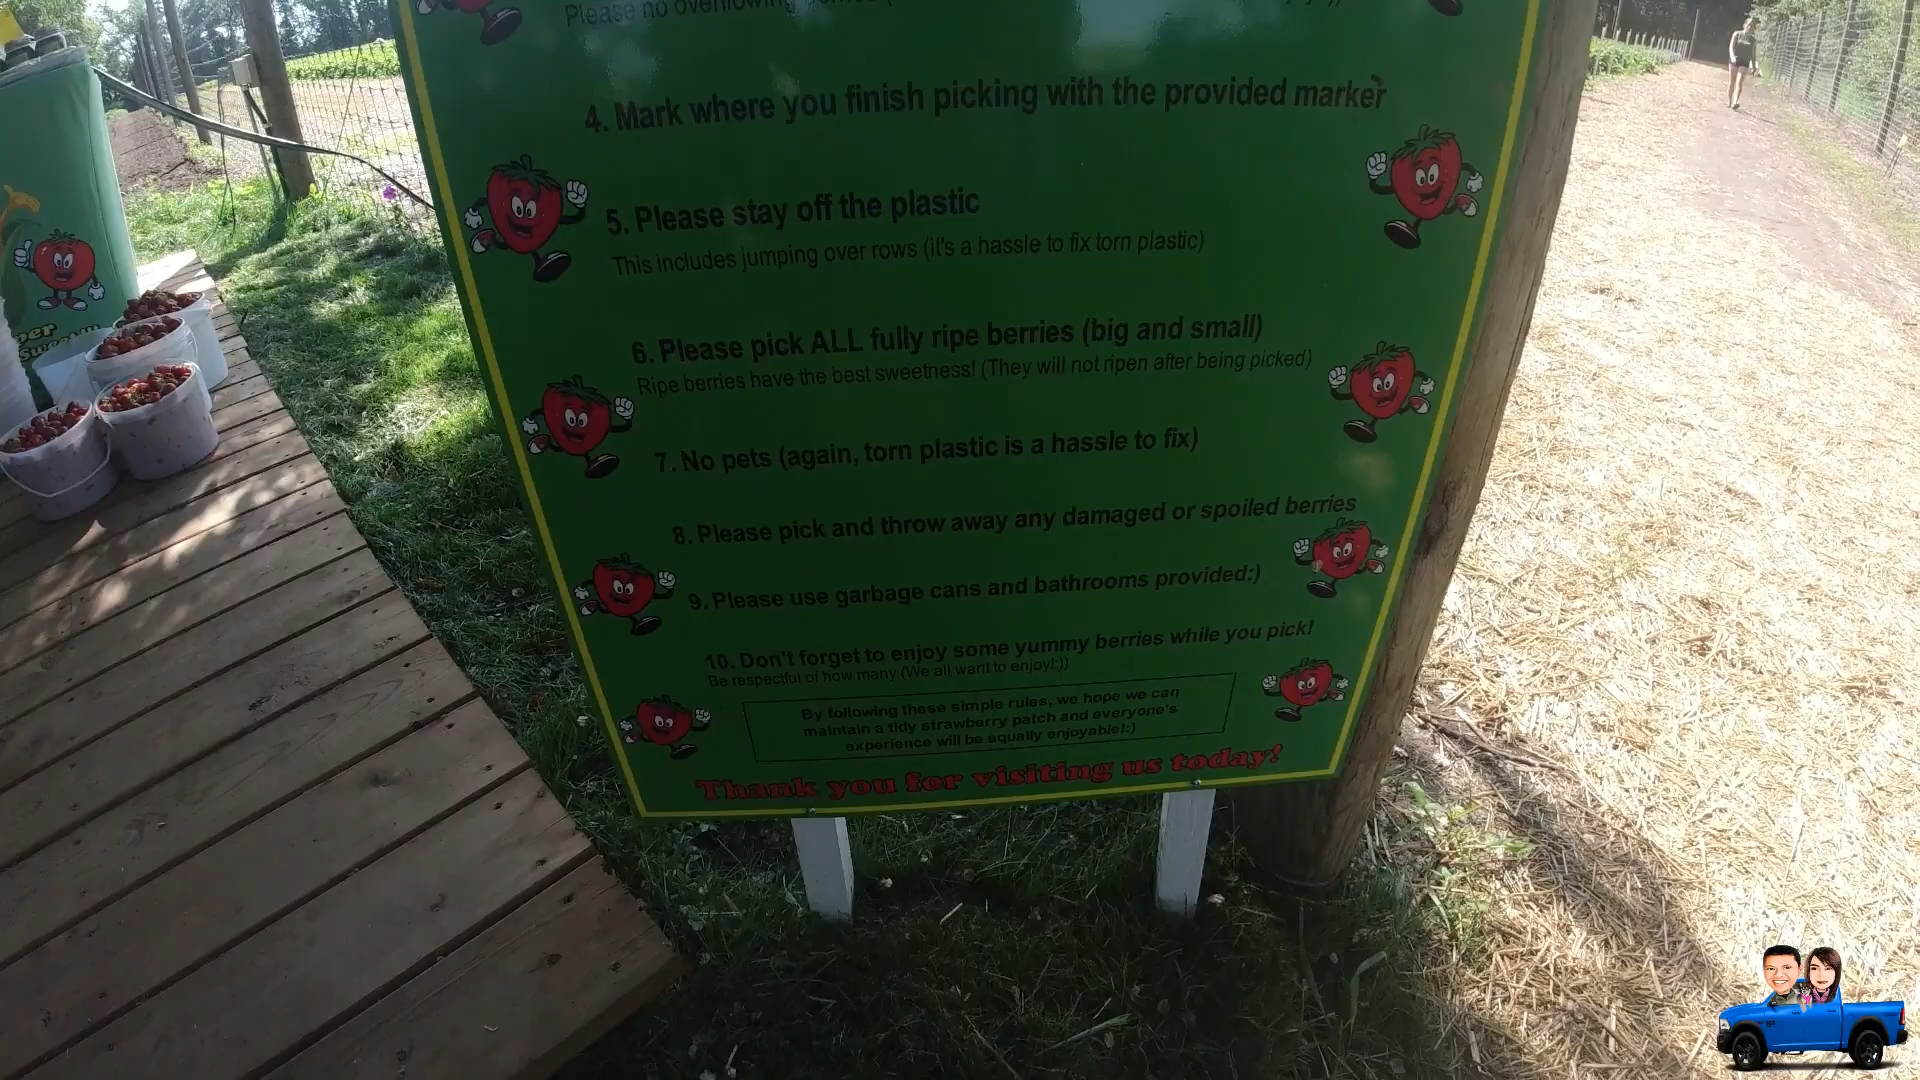 Please no overflowing
4. Mark where you finish picking with the provided marker
5. Please stay off the plastic
This includes jumping over rows (it's a hassle to fix torn plastic)
6. Please pick ALL fully ripe berries (big and small)
Ripe berries have the best sweetness! (They will not ripen after being picked)
7. No pets (again, torn plastic is a hassle to fix)
8. Please pick and throw away any damaged or spoiled berries
9. Please use garbage cans and bathrooms provided:)
10. Don't forget to enjoy some yummy berries while you pick!
Be respectful of how many (We all want to enjoy!:))
By following these simple rules, we hope we can
maintain a tidy strawberry patch and everyone's
experience will be equally enjoyable!:)
Thank you for visiting us today!